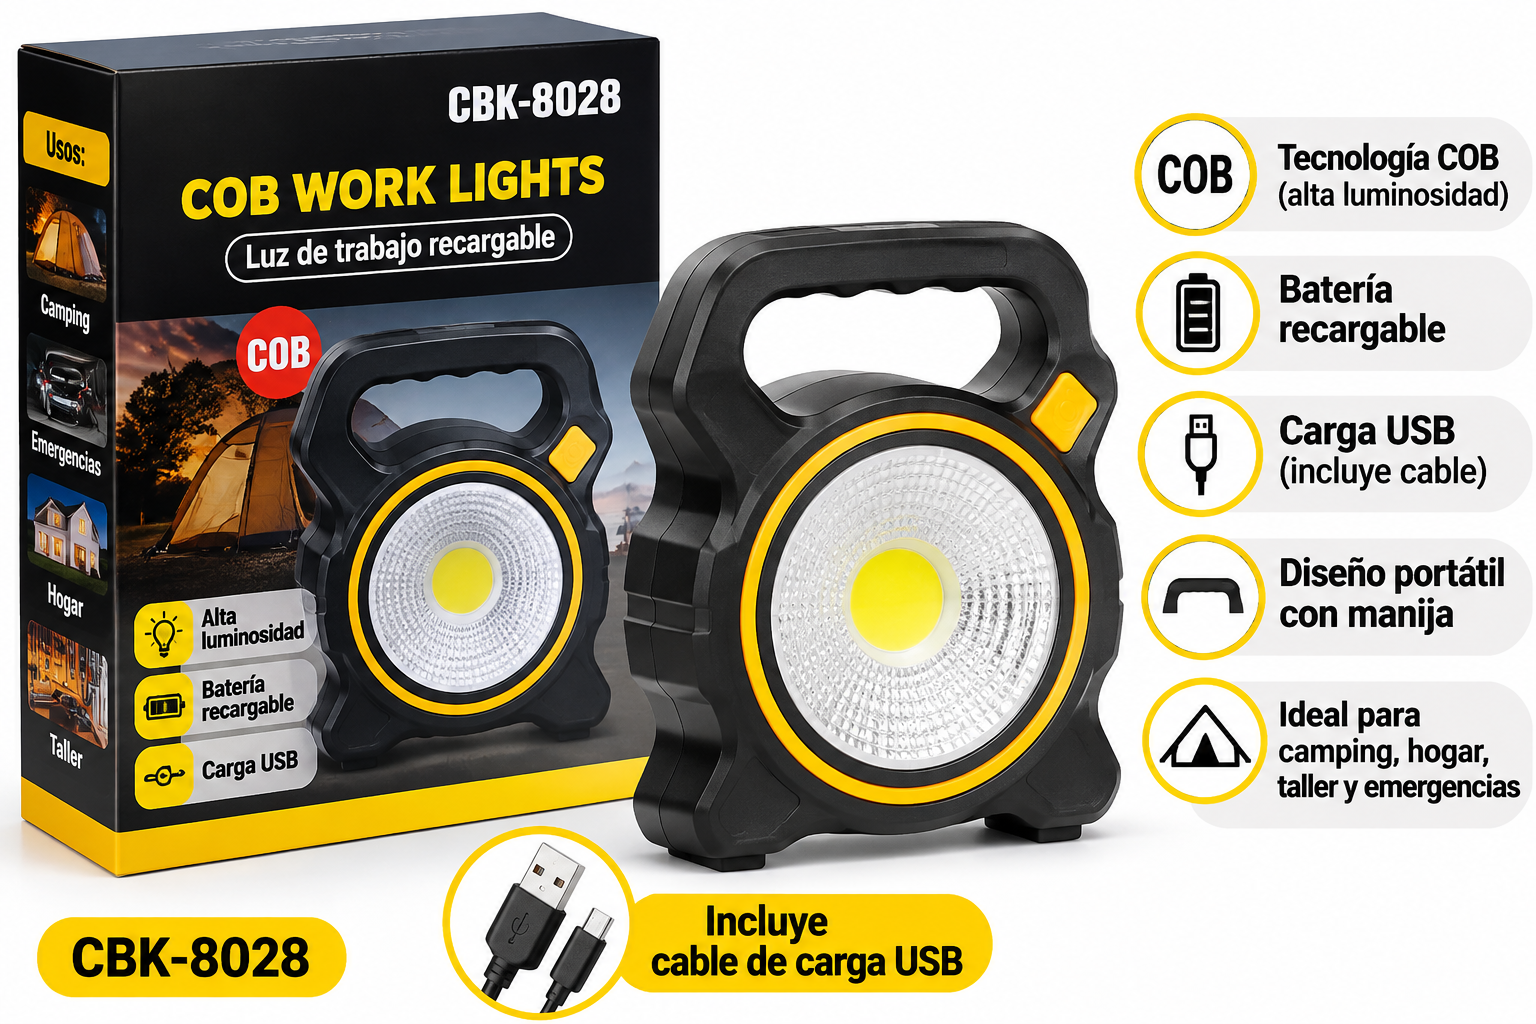 CBK-8028
COB WORK LIGHTS
Luz de trabajo recargable
COB
Usos:
Camping
Emergencias
Hogar
Taller
Alta
luminosidad
Batería
recargable
Carga USB
COB
Tecnología COB
(alta luminosidad)
Batería
recargable
Carga USB
(incluye cable)
Diseño portátil
con manija
Ideal para
camping, hogar,
taller y emergencias
CBK-8028
Incluye
cable de carga USB